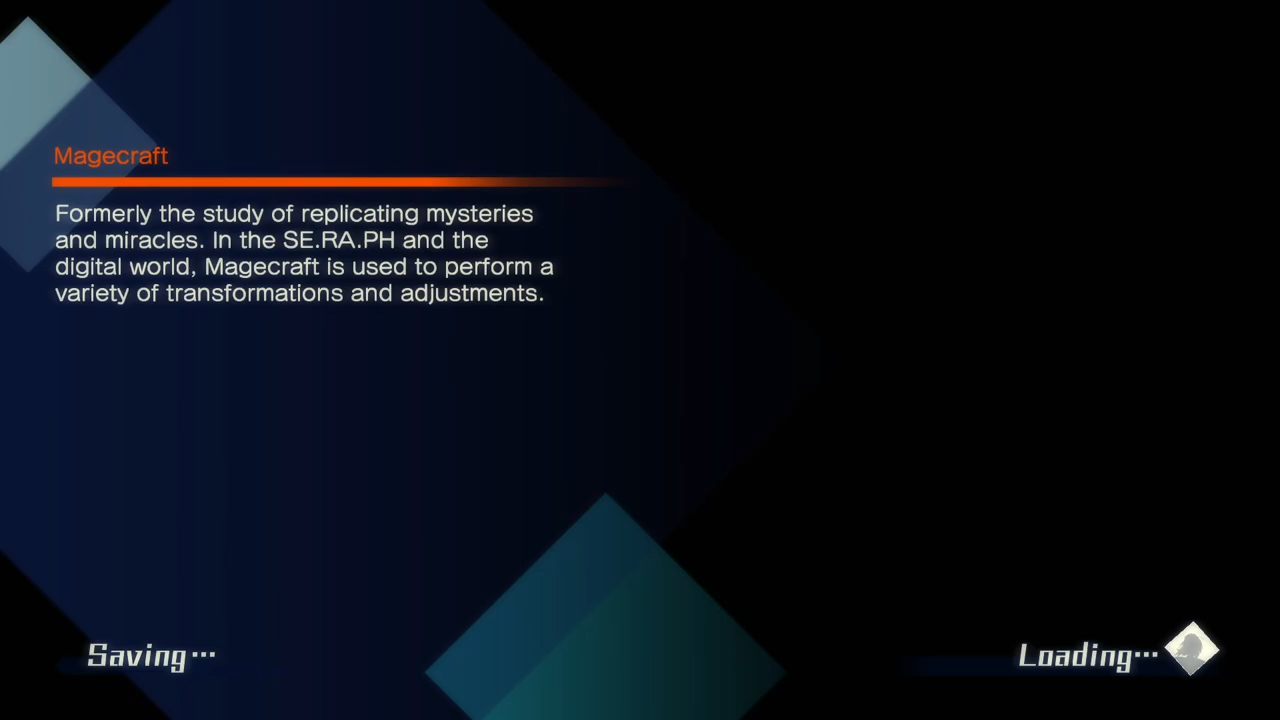 Magecraft
Formerly the study of replicating mysteries
and miracles. In the SE.RA.PH and the
digital world, Magecraft is used to perform a
variety of transformations and adjustments.
Saving…
Loading…